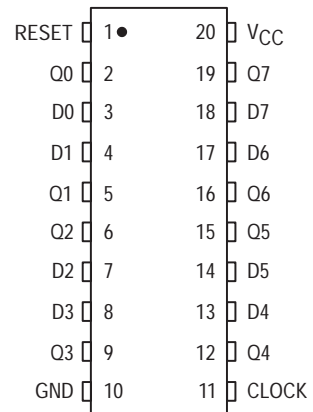 RESET 1 20 VCC
Q0 2 19 Q7
D0 3 18 D7
D1 4 17 D6
Q1 5 16 Q6
Q2 6 15 Q5
D2 7 14 D5
D3 8 13 D4
Q3 9 12 Q4
GND 10 11 CLOCK